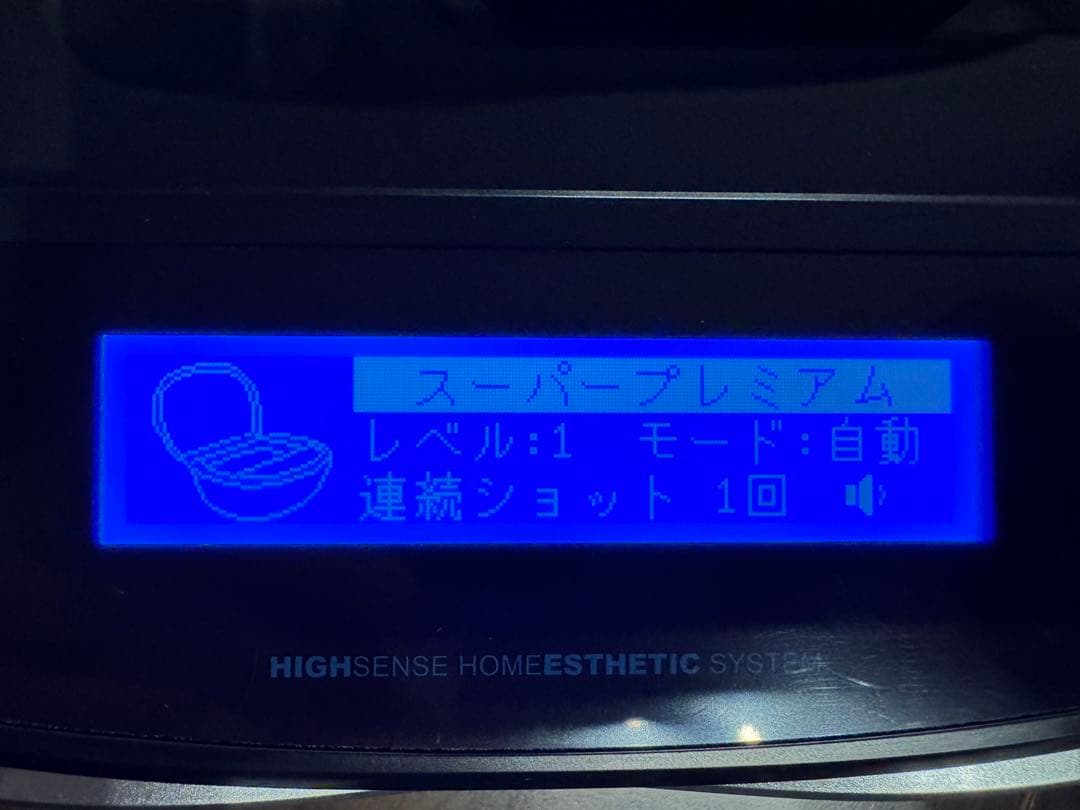 スーパープレミアム
レベル:1 モード:自動
連続ショット 1回
HIGHSENSE HOMEESTHETIC SYSTEM